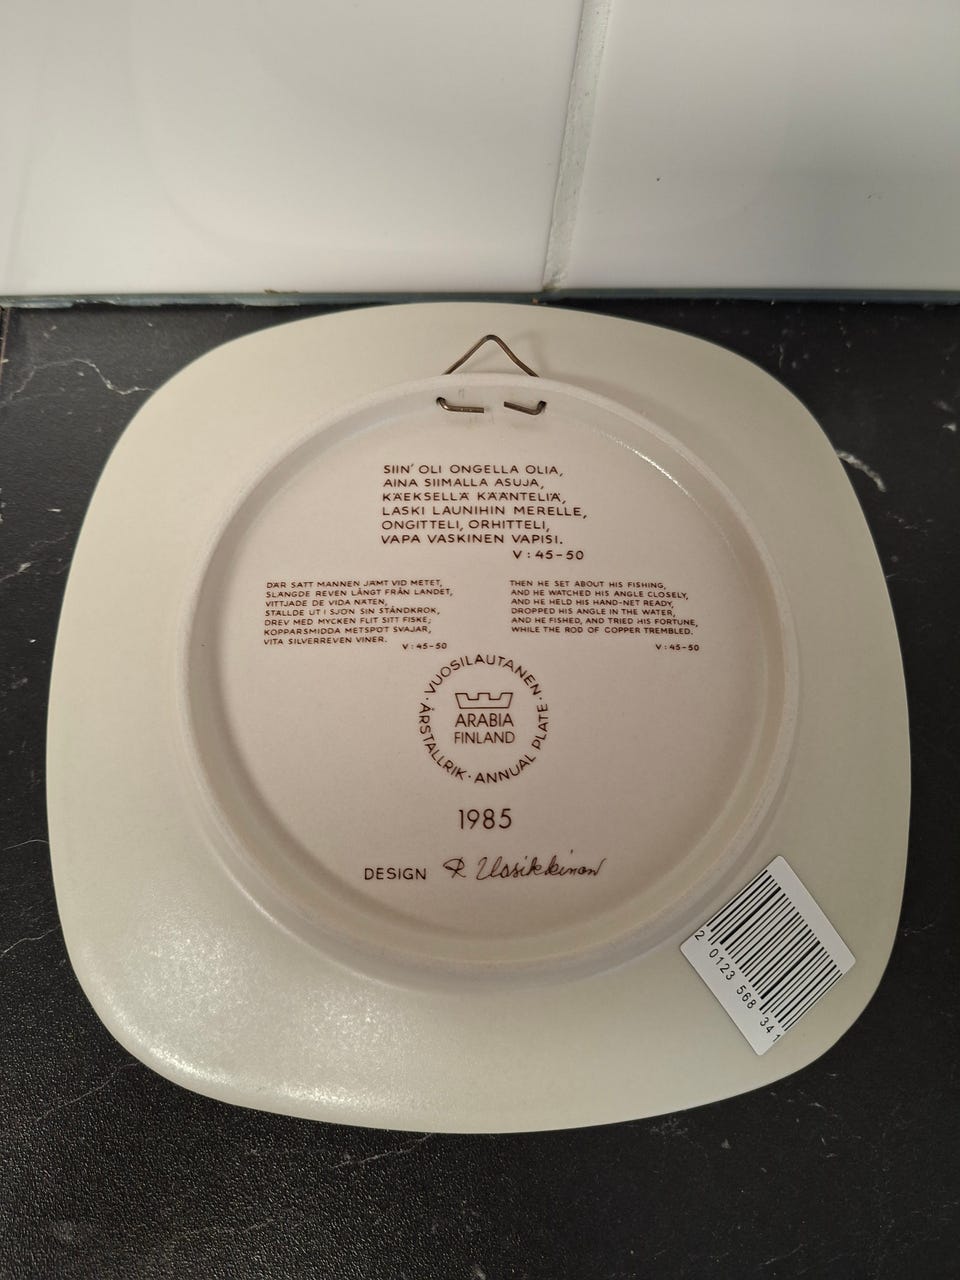 SIIN' OLI ONGELLA OLIA,
AINA SIIMALLA ASUJA,
KÄEKSELLÄ KÄÄNTELIÄ,
LASKI LAUNIHIN MERELLE,
ONGITTELI, ORHITTELI,
VAPA VASKINEN VAPISI.
V : 45-50
DÄR SATT MANNEN JÄMT VID METET,
SLÄNGDE REVEN LÅNGT FRÅN LANDET,
VITTJADE DE VIDA NÄTEN,
STÄLLDE UT I SJÖN SIN STÅNDKROK,
DREV MED MYCKEN FLIT SITT FISKE;
KOPPARSMIDDA METSPÖT SVAJAR,
VITA SILVERREVEN VINER.
V : 45-50
THEN HE SET ABOUT HIS FISHING,
AND HE WATCHED HIS ANGLE CLOSELY,
AND HE HELD HIS HAND-NET READY,
DROPPED HIS ANGLE IN THE WATER,
AND HE FISHED, AND TRIED HIS FORTUNE,
WHILE THE ROD OF COPPER TREMBLED.
V : 45-50
· VUOSILAUTANEN ·
ARABIA
FINLAND
ÅRSTALLRIK · ANNUAL PLATE
1985
DESIGN R Uosikkinen
2 0123 568 34 1